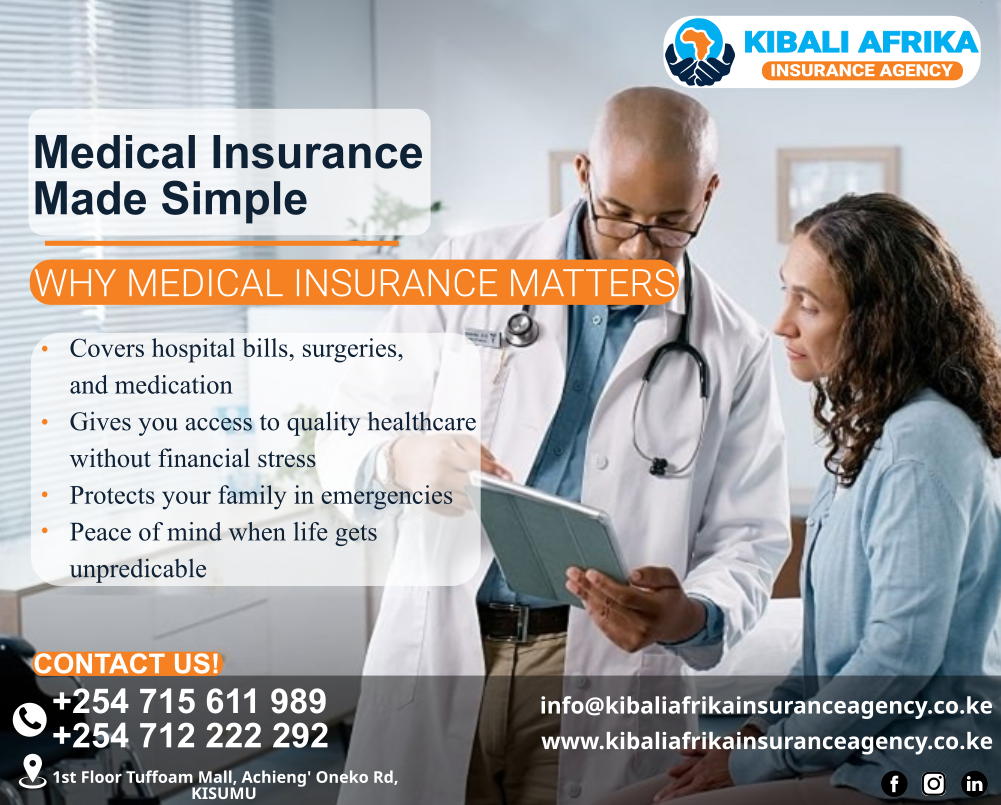 KIBALI AFRIKA
INSURANCE AGENCY
Medical Insurance
Made Simple
WHY MEDICAL INSURANCE MATTERS
• Covers hospital bills, surgeries,
and medication
• Gives you access to quality healthcare
without financial stress
• Protects your family in emergencies
• Peace of mind when life gets
unpredicable
CONTACT US!
+254 715 611 989
+254 712 222 292
1st Floor Tuffoam Mall, Achieng' Oneko Rd,
KISUMU
info@kibaliafrikainsuranceagency.co.ke
www.kibaliafrikainsuranceagency.co.ke